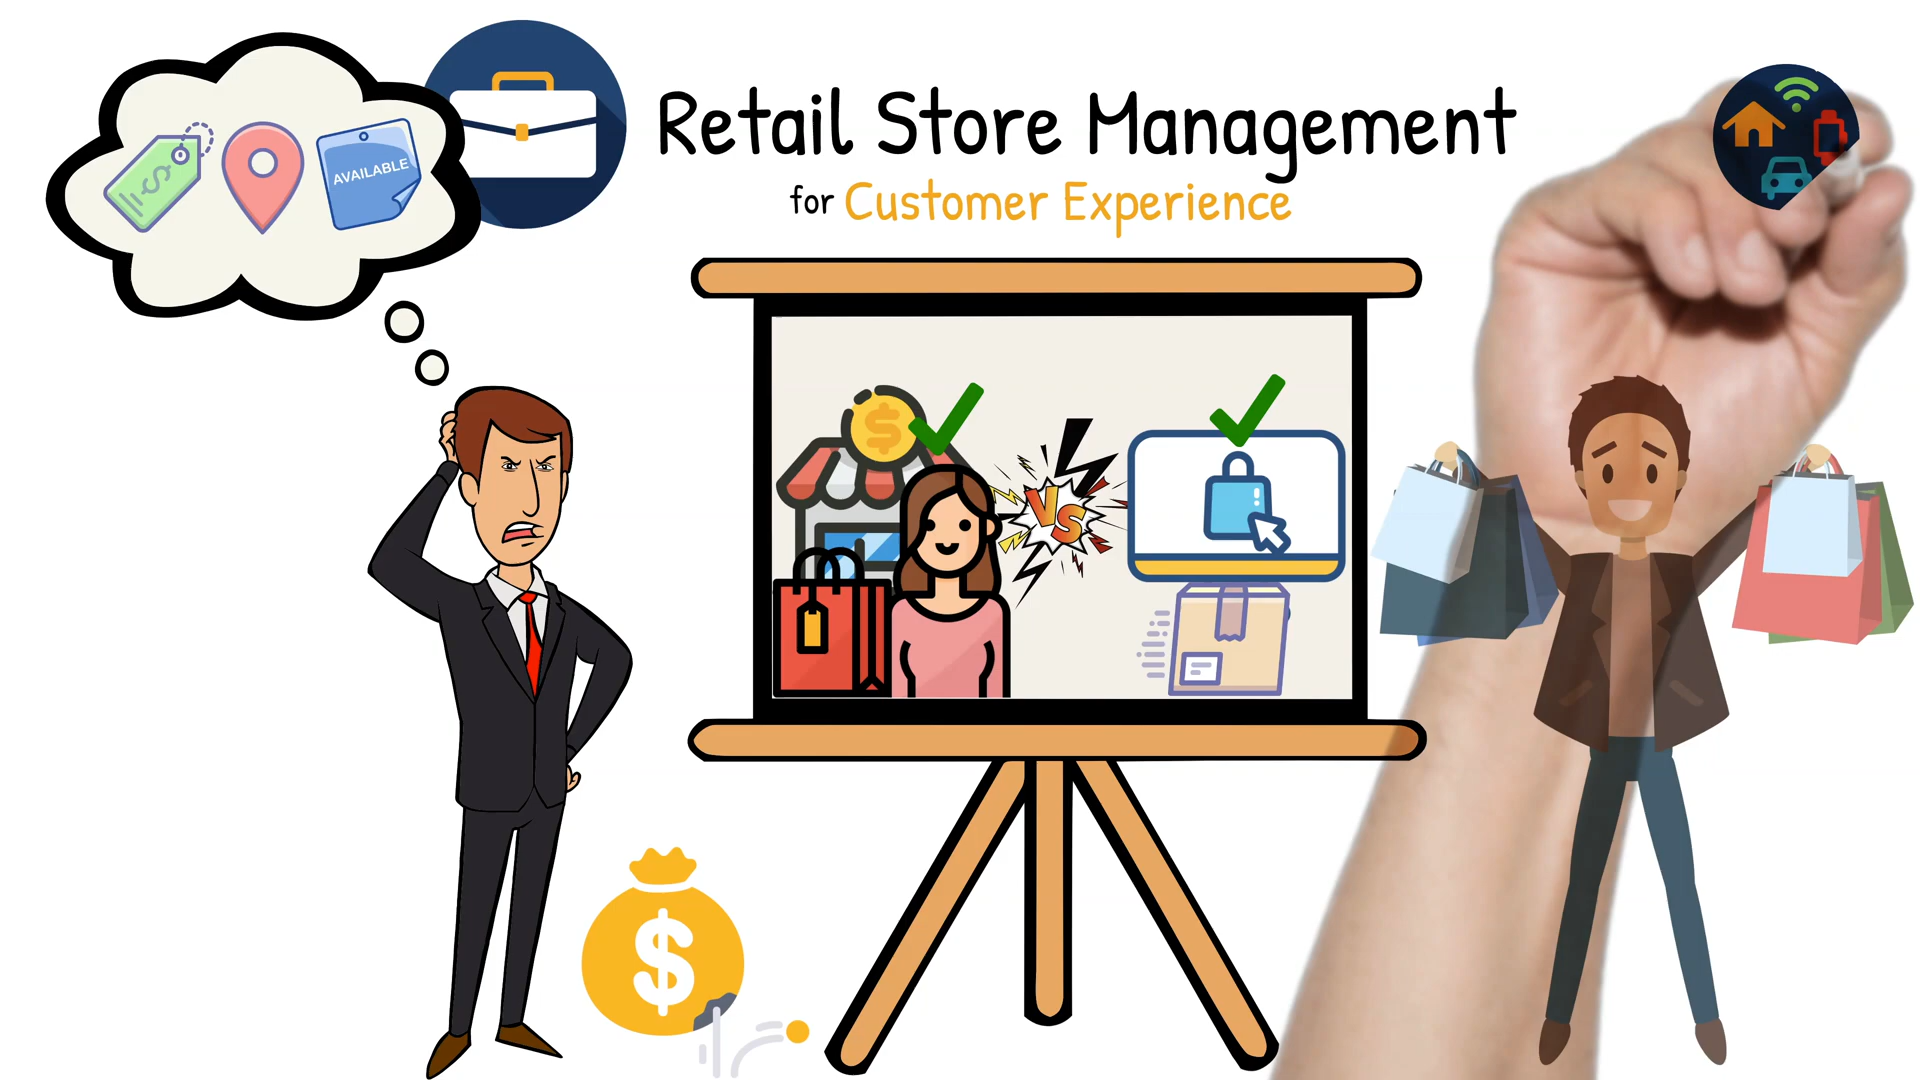 Retail Store Management
for Customer Experience
AVAILABLE
$
$
VS
$